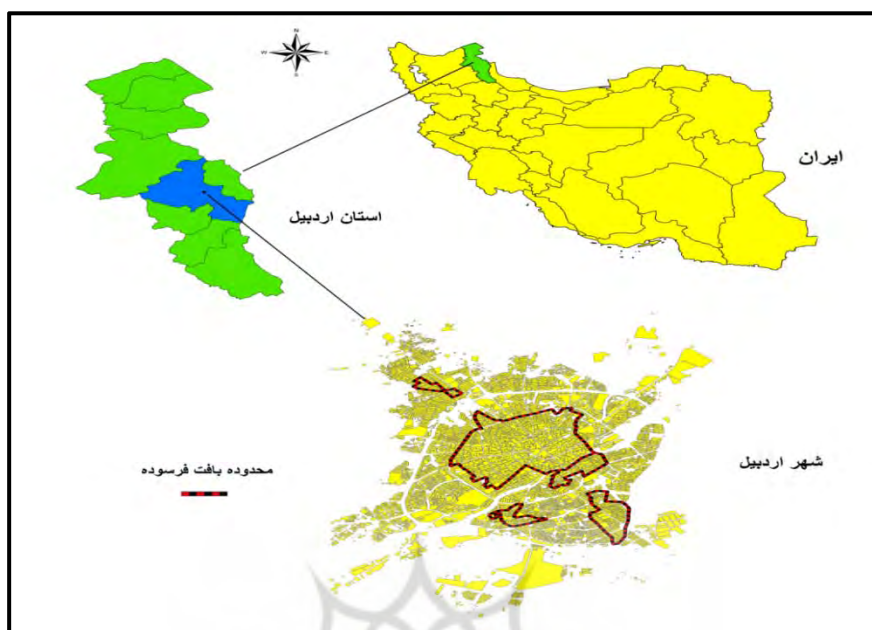 N
W E
S
ایران
استان اردبیل
شهر اردبیل
محدوده بافت فرسوده